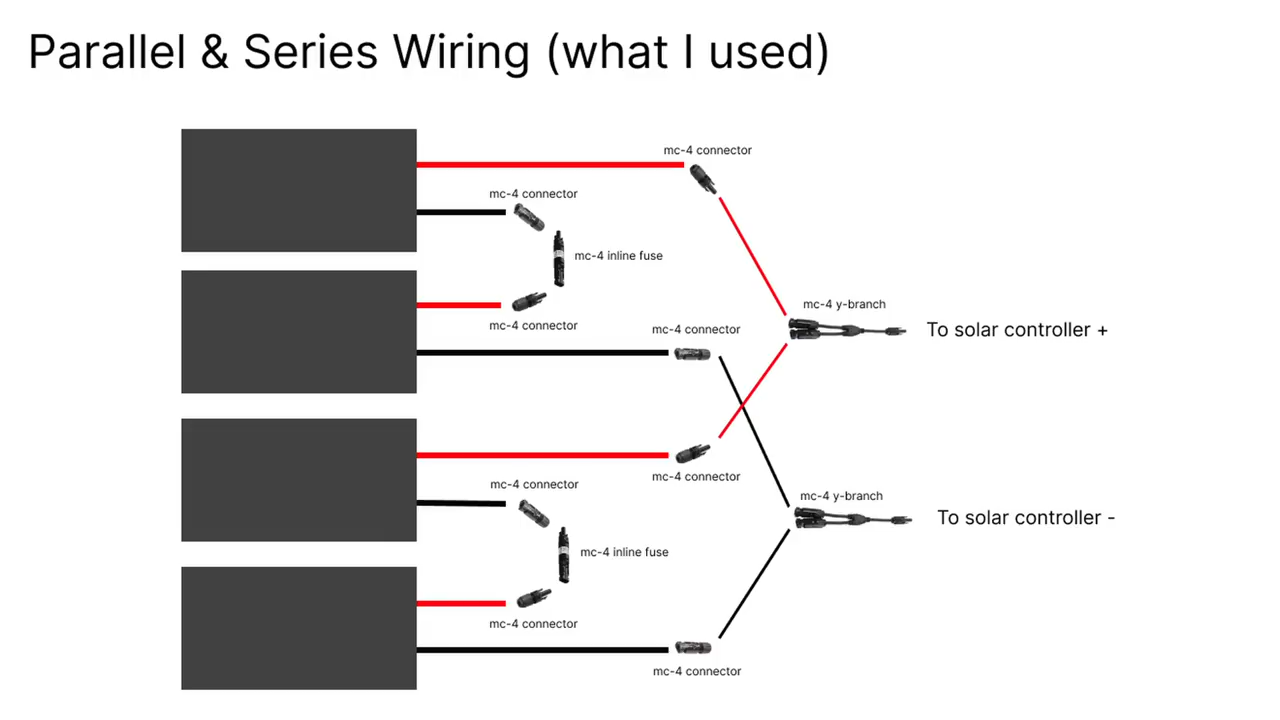 Parallel & Series Wiring (what I used)
mc-4 connector
mc-4 connector
mc-4 inline fuse
mc-4 connector
mc-4 connector
mc-4 y-branch
To solar controller +
mc-4 connector
mc-4 connector
mc-4 y-branch
To solar controller -
mc-4 inline fuse
mc-4 connector
mc-4 connector